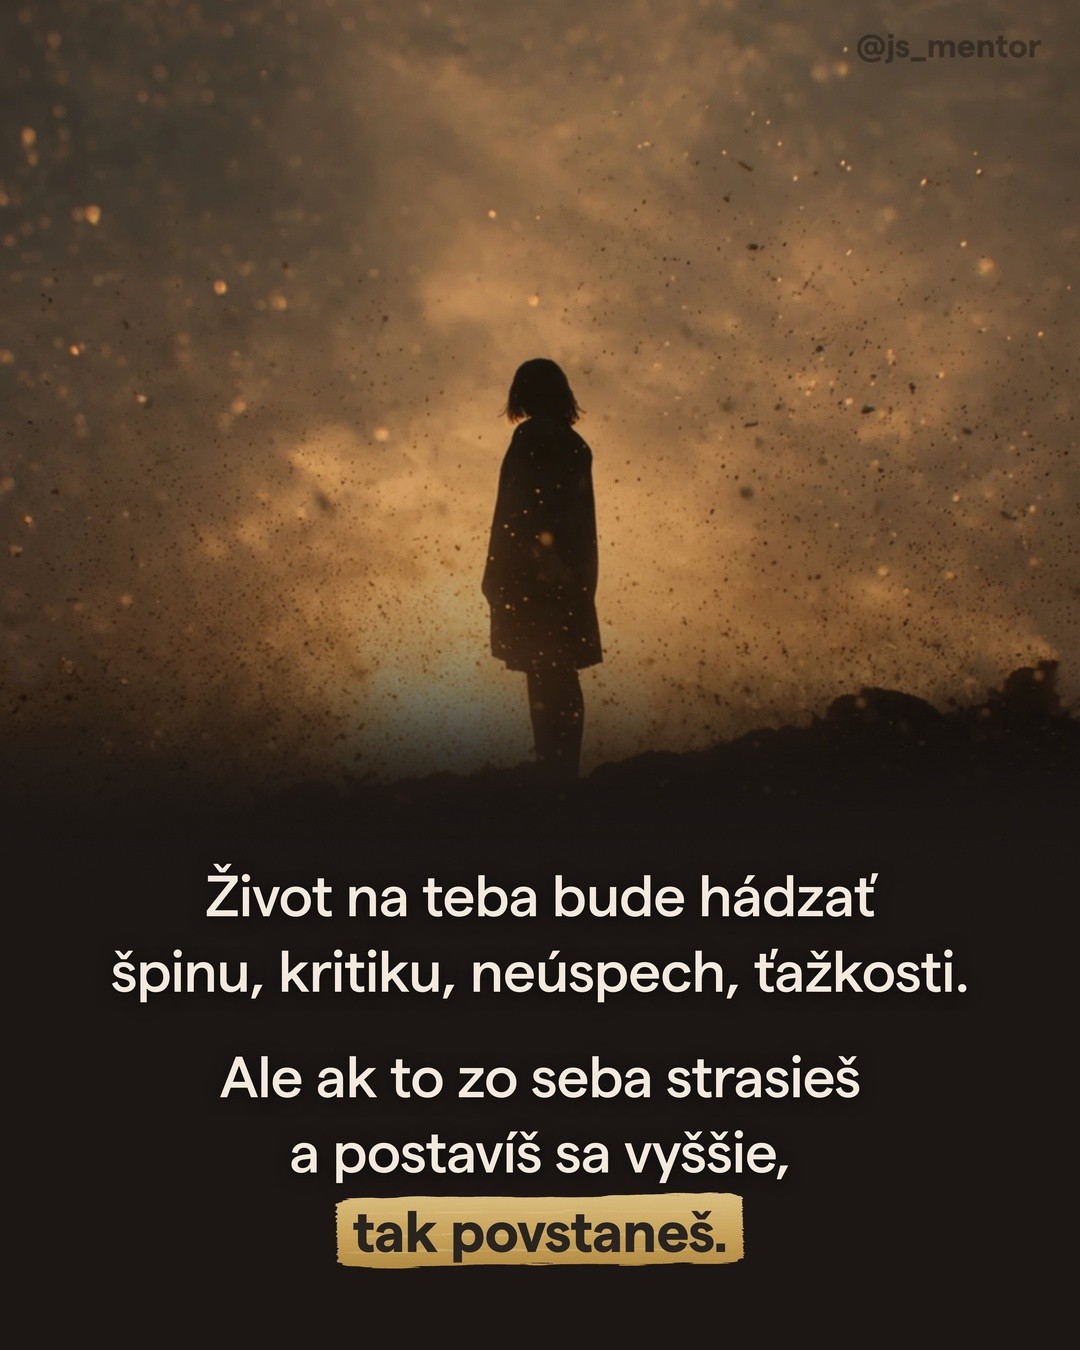 @js_mentor
Život na teba bude hádzať
špinu, kritiku, neúspech, ťažkosti.
Ale ak to zo seba strasieš
a postavíš sa vyššie,
tak povstaneš.